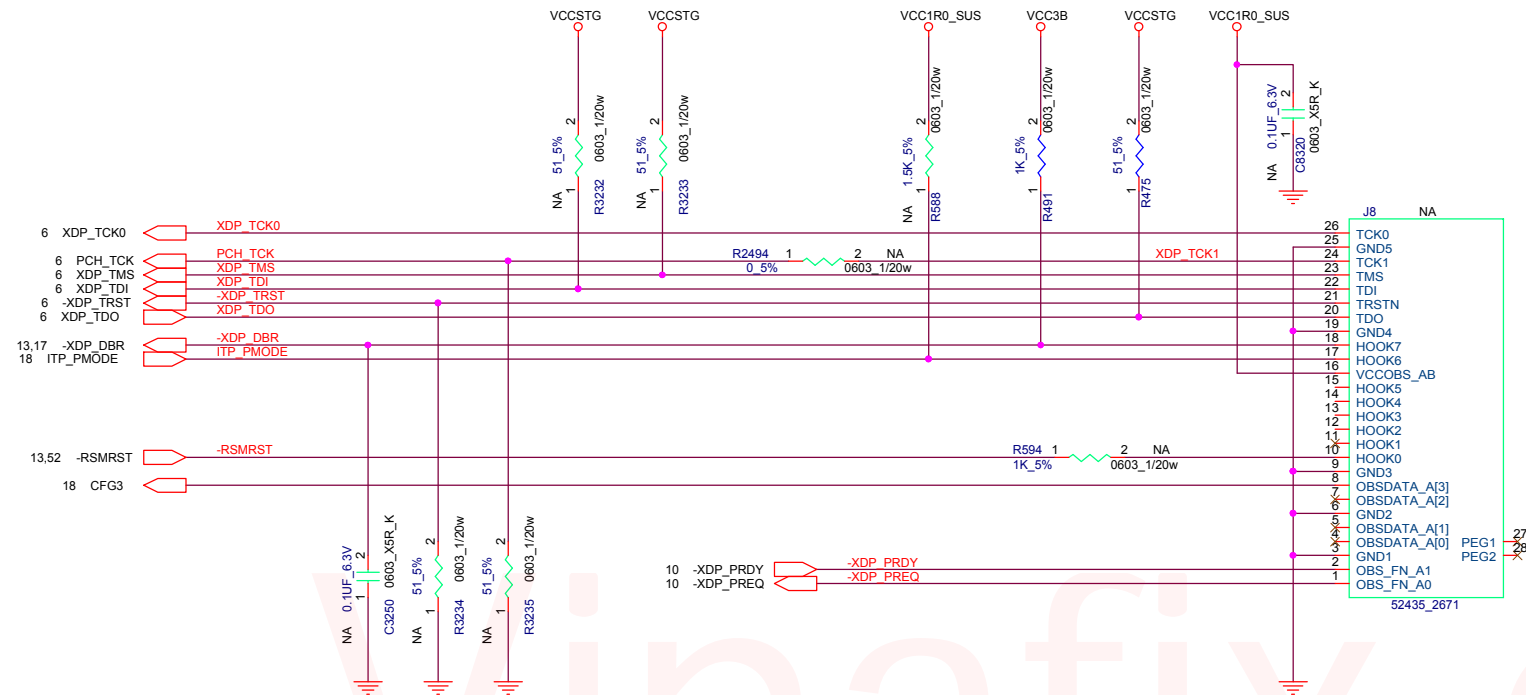 VCCSTG
VCCSTG
VCC1R0_SUS
VCC3B
VCCSTG
VCC1R0_SUS
2
51_5%
0603_1/20w
NA
1
R3232
2
51_5%
0603_1/20w
NA
1
R3233
2
0603_1/20w
1.5K_5%
NA
1
R588
2
0603_1/20w
1K_5%
1
R491
2
0603_1/20w
51_5%
1
R475
2
0.1UF_6.3V
0603_X5R_K
NA
1
C8320
J8 NA
6 XDP_TCK0
XDP_TCK0
26 TCK0
25 GND5
6 PCH_TCK
PCH_TCK
R2494 1 2 NA
0_5% 0603_1/20w
XDP_TCK1
24 TCK1
6 XDP_TMS
XDP_TMS
23 TMS
6 XDP_TDI
XDP_TDI
22 TDI
6 -XDP_TRST
-XDP_TRST
21 TRSTN
6 XDP_TDO
XDP_TDO
20 TDO
19 GND4
13,17 -XDP_DBR
-XDP_DBR
18 HOOK7
18 ITP_PMODE
ITP_PMODE
17 HOOK6
16 VCCOBS_AB
15 HOOK5
14 HOOK4
13 HOOK3
12 HOOK2
11 HOOK1
13,52 -RSMRST
-RSMRST
R594 1 2 NA
1K_5% 0603_1/20w
10 HOOK0
9 GND3
18 CFG3
8 OBSDATA_A[3]
7 OBSDATA_A[2]
6 GND2
5 OBSDATA_A[1]
4 OBSDATA_A[0]
PEG1 27
3 GND1
PEG2 28
10 -XDP_PRDY
-XDP_PRDY
2 OBS_FN_A1
10 -XDP_PREQ
-XDP_PREQ
1 OBS_FN_A0
52435_2671
2
0.1UF_6.3V
0603_X5R_K
NA
1
C3250
2
51_5%
0603_1/20w
NA
1
R3234
2
51_5%
0603_1/20w
NA
1
R3235
Vinafix.